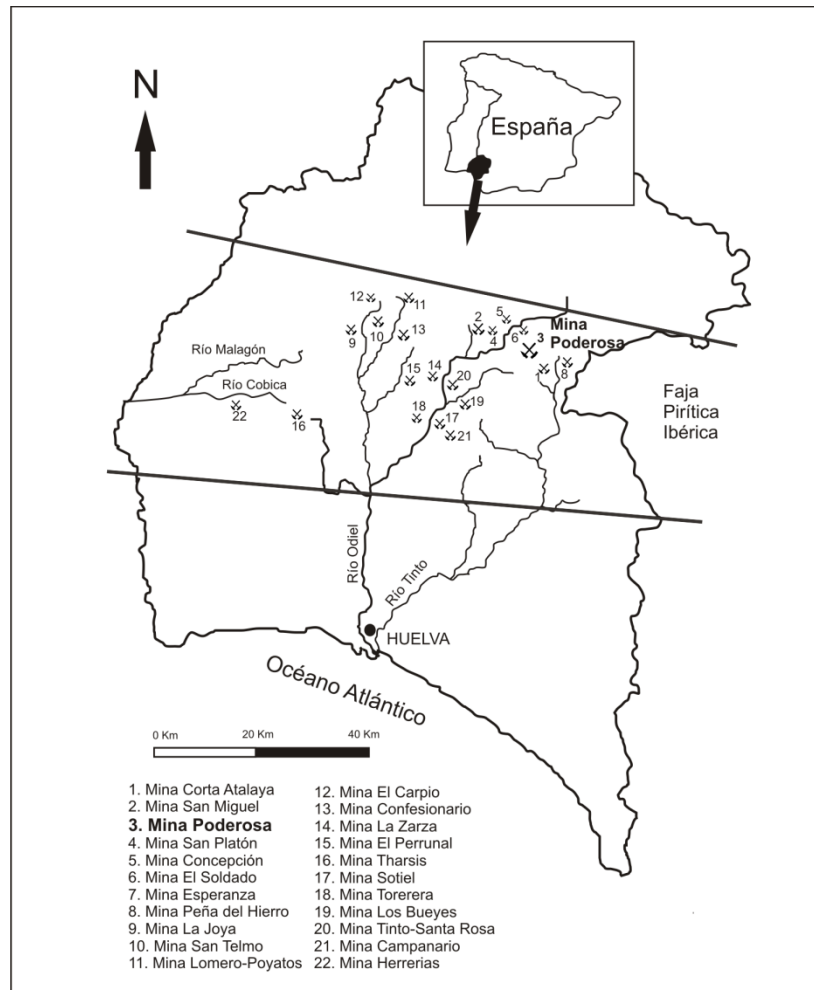 N
España
12
11
5
2
Mina
Poderosa
10
13
4
6
3
9
Río Malagón
15
14
8
Río Cobica
20
Faja
Pirítica
Ibérica
22
16
18
19
17
21
Río Odiel
Río Tinto
HUELVA
Océano Atlántico
0 Km
20 Km
40 Km
1. Mina Corta Atalaya
2. Mina San Miguel
3. Mina Poderosa
4. Mina San Platón
5. Mina Concepción
6. Mina El Soldado
7. Mina Esperanza
8. Mina Peña del Hierro
9. Mina La Joya
10. Mina San Telmo
11. Mina Lomero-Poyatos
12. Mina El Carpio
13. Mina Confesionario
14. Mina La Zarza
15. Mina El Perrunal
16. Mina Tharsis
17. Mina Sotiel
18. Mina Torerera
19. Mina Los Bueyes
20. Mina Tinto-Santa Rosa
21. Mina Campanario
22. Mina Herrerias